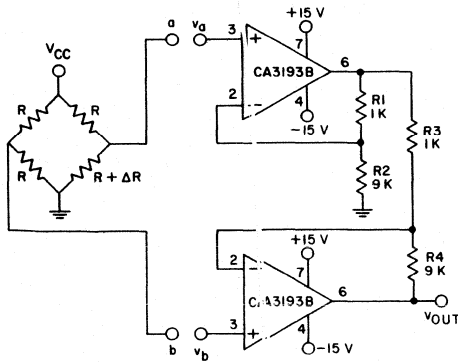 +15 V
a
Va
3
+
7
CA3193B
6
2
-
4
-15 V
VCC
R
R
R
R + ΔR
R1
1K
R2
9K
R3
1K
R4
9K
+15 V
2
-
7
CA3193B
6
VOUT
3
+
4
-15 V
b
Vb